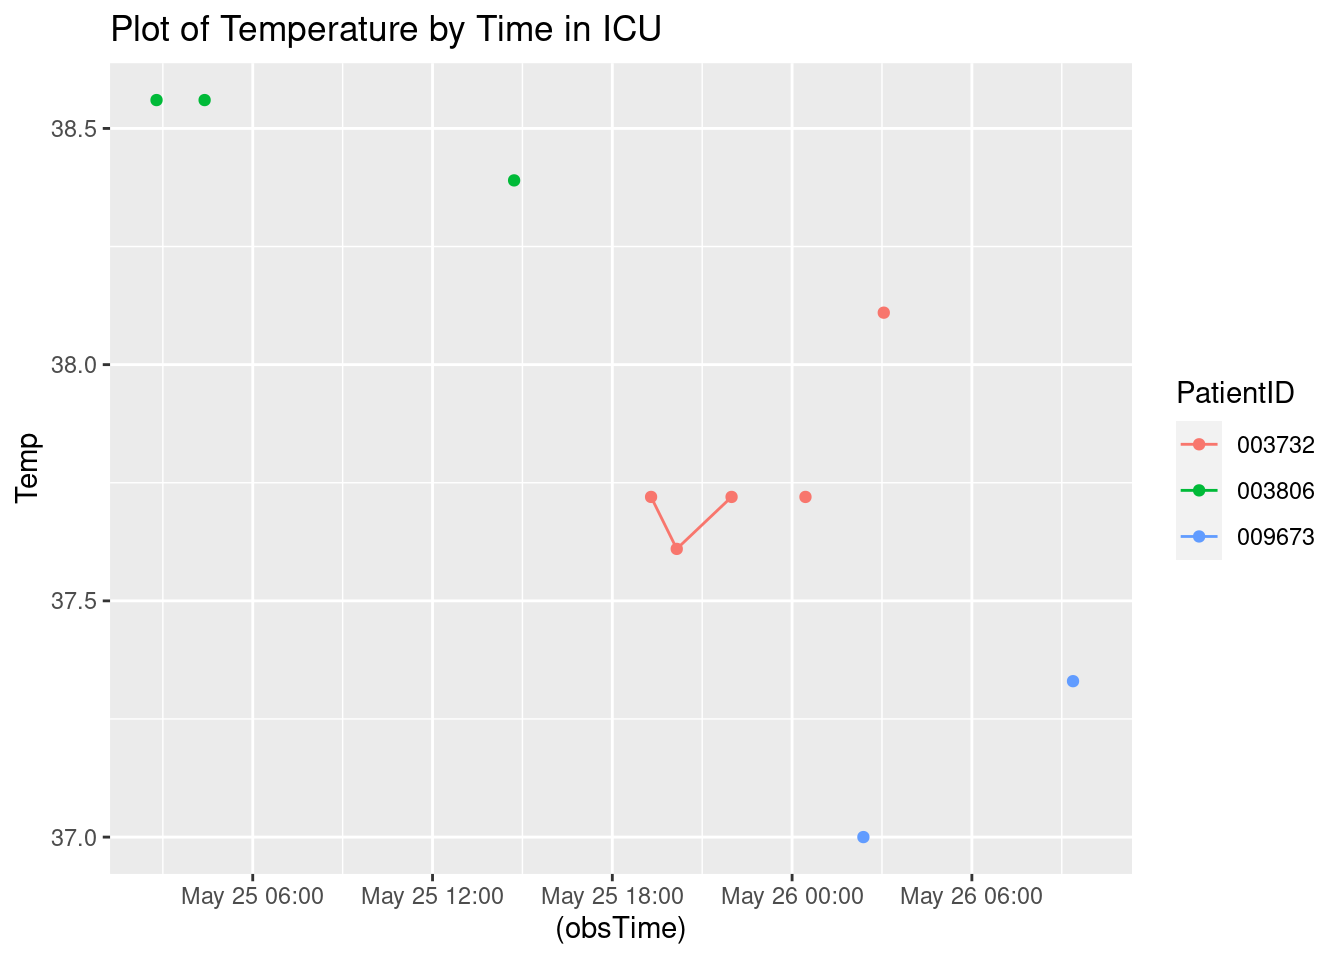 Plot of Temperature by Time in ICU
38.5
38.0
37.5
37.0
Temp
May 25 06:00
May 25 12:00
May 25 18:00
May 26 00:00
May 26 06:00
(obsTime)
PatientID
003732
003806
009673